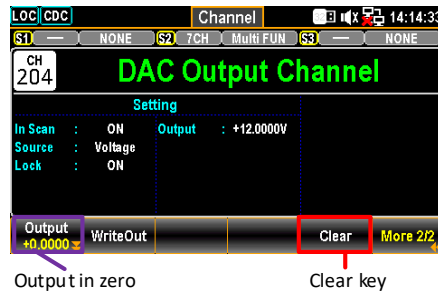 LOC CDC Channel 14:14:33
S1 — NONE S2 7CH Multi FUN S3 — NONE
CH
204 DAC Output Channel
Setting
In Scan : ON Output : +12.0000V
Source : Voltage
Lock : ON
Output
+0.0000 WriteOut Clear More 2/2
Output in zero Clear key